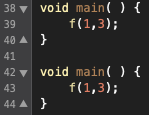 38 void main( ) {
39     f(1,3);
40 }
41
42 void main( ) {
43     f(1,3);
44 }